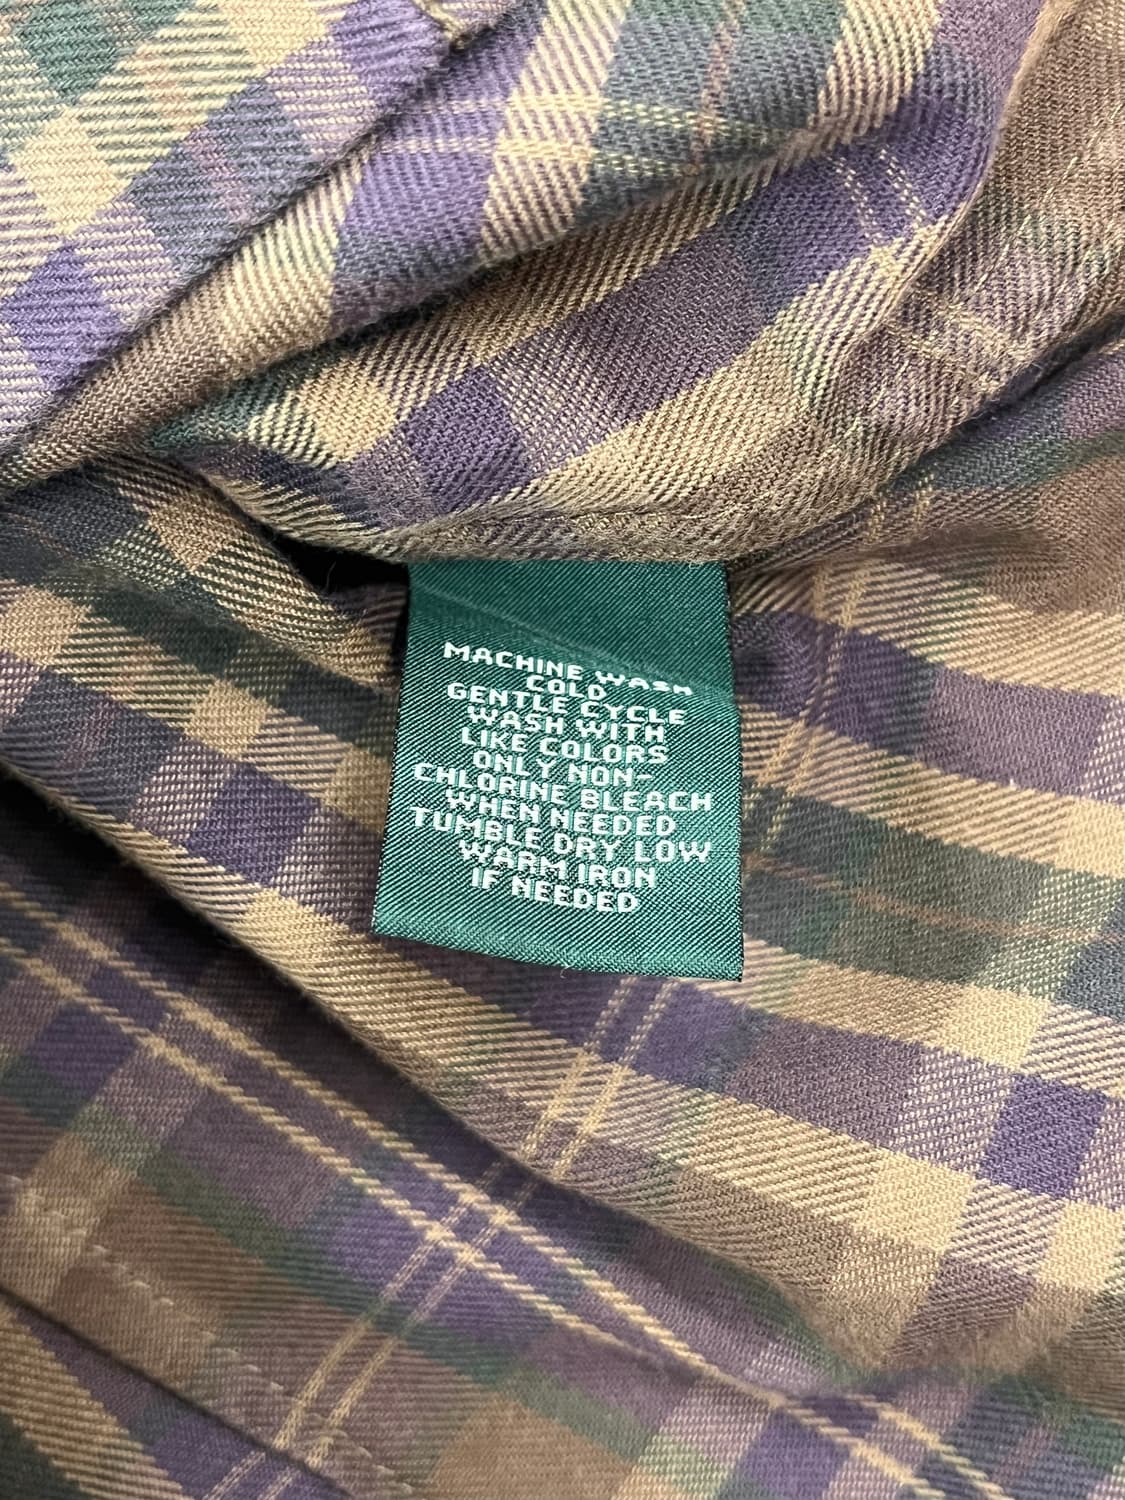 MACHINE WASH
COLD
GENTLE CYCLE
WASH WITH
LIKE COLORS
ONLY NON-
CHLORINE BLEACH
WHEN NEEDED
TUMBLE DRY LOW
WARM IRON
IF NEEDED